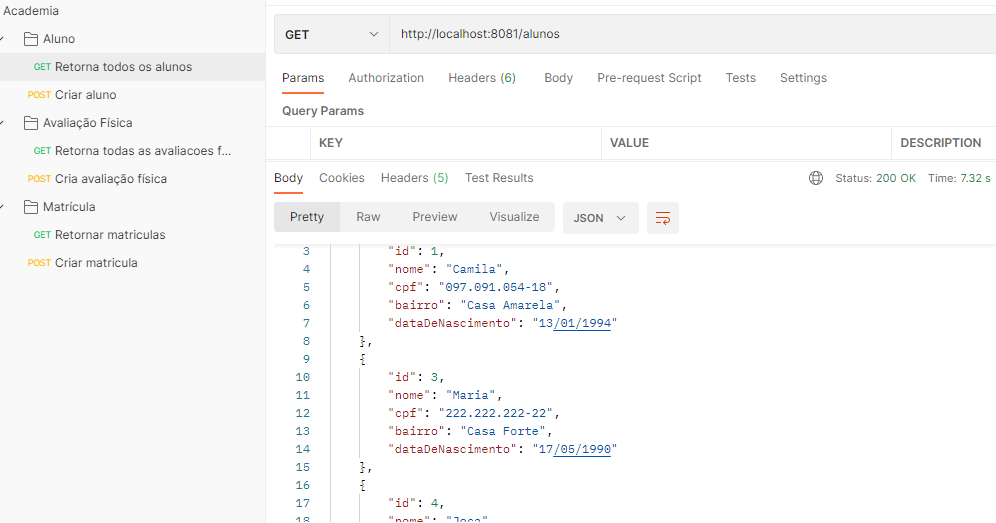 Academia
Aluno
GET Retorna todos os alunos
POST Criar aluno
Avaliação Física
GET Retorna todas as avaliacoes f...
POST Cria avaliação física
Matrícula
GET Retornar matriculas
POST Criar matricula
GET http://localhost:8081/alunos
Params Authorization Headers (6) Body Pre-request Script Tests Settings
Query Params
KEY VALUE DESCRIPTION
Body Cookies Headers (5) Test Results Status: 200 OK Time: 7.32 s
Pretty Raw Preview Visualize JSON
3 "id": 1,
4 "nome": "Camila",
5 "cpf": "097.091.054-18",
6 "bairro": "Casa Amarela",
7 "dataDeNascimento": "13/01/1994"
8 },
9 {
10 "id": 3,
11 "nome": "Maria",
12 "cpf": "222.222.222-22",
13 "bairro": "Casa Forte",
14 "dataDeNascimento": "17/05/1990"
15 },
16 {
17 "id": 4,
18 "nome": "Joca"